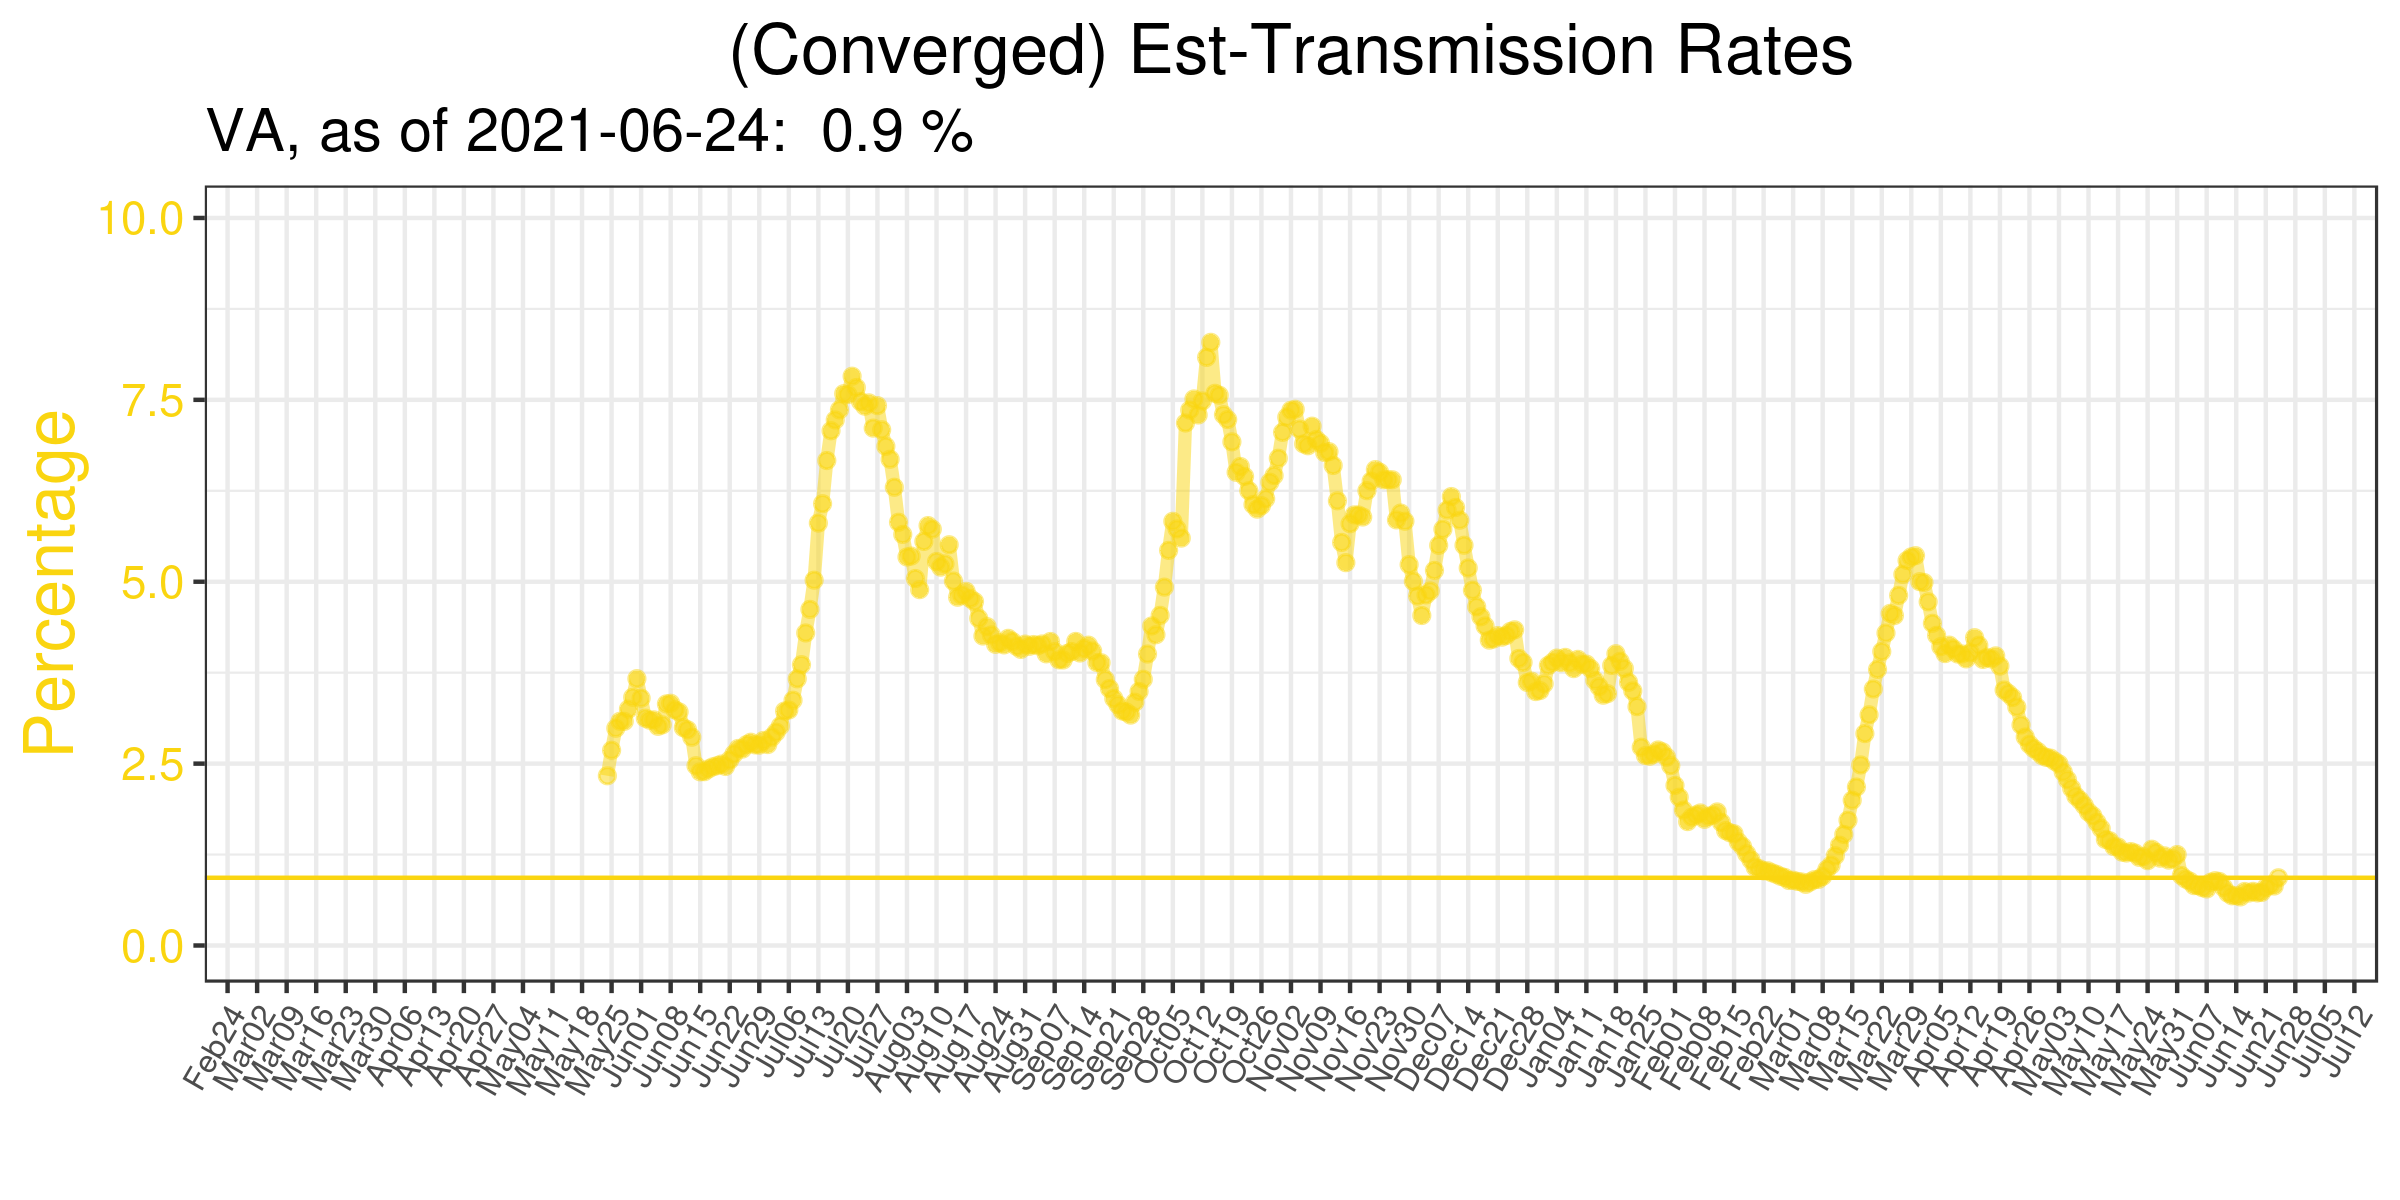 (Converged) Est-Transmission Rates
VA, as of 2021-06-24:  0.9 %
Percentage
10.0
7.5
5.0
2.5
0.0
Feb24
Mar02
Mar09
Mar16
Mar23
Mar30
Apr06
Apr13
Apr20
Apr27
May04
May11
May18
May25
Jun01
Jun08
Jun15
Jun22
Jun29
Jul06
Jul13
Jul20
Jul27
Aug03
Aug10
Aug17
Aug24
Aug31
Sep07
Sep14
Sep21
Sep28
Oct05
Oct12
Oct19
Oct26
Nov02
Nov09
Nov16
Nov23
Nov30
Dec07
Dec14
Dec21
Dec28
Jan04
Jan11
Jan18
Jan25
Feb01
Feb08
Feb15
Feb22
Mar01
Mar08
Mar15
Mar22
Mar29
Apr05
Apr12
Apr19
Apr26
May03
May10
May17
May24
May31
Jun07
Jun14
Jun21
Jun28
Jul05
Jul12